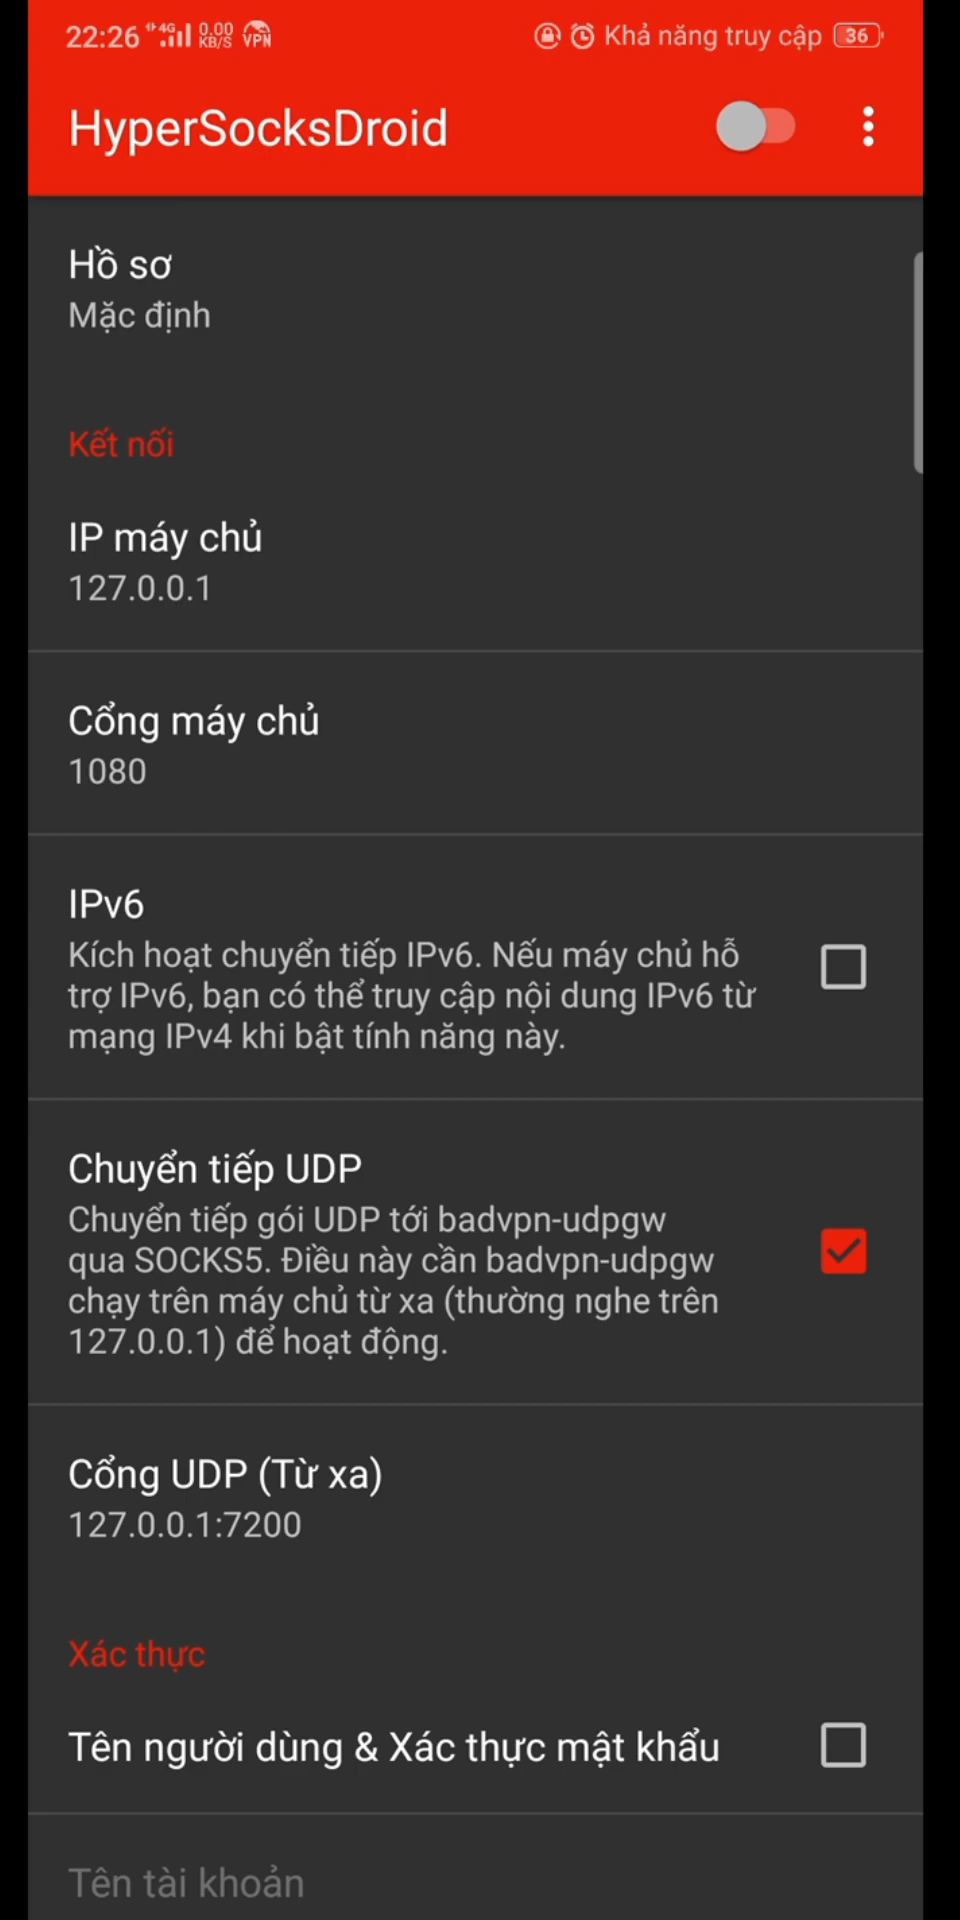 22:26 4G 0.00 KB/S VPN Khả năng truy cập 36
HyperSocksDroid
Hồ sơ
Mặc định
Kết nối
IP máy chủ
127.0.0.1
Cổng máy chủ
1080
IPv6
Kích hoạt chuyển tiếp IPv6. Nếu máy chủ hỗ
trợ IPv6, bạn có thể truy cập nội dung IPv6 từ
mạng IPv4 khi bật tính năng này.
Chuyển tiếp UDP
Chuyển tiếp gói UDP tới badvpn-udpgw
qua SOCKS5. Điều này cần badvpn-udpgw
chạy trên máy chủ từ xa (thường nghe trên
127.0.0.1) để hoạt động.
Cổng UDP (Từ xa)
127.0.0.1:7200
Xác thực
Tên người dùng & Xác thực mật khẩu
Tên tài khoản